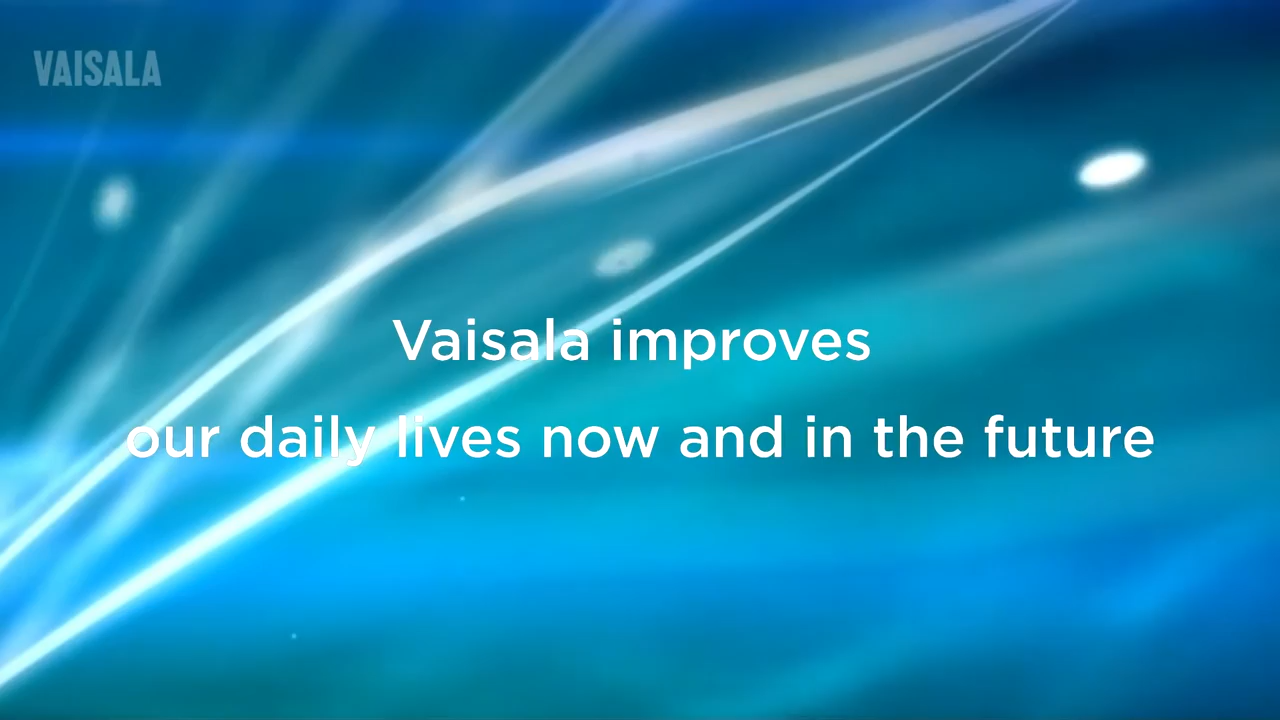 VAISALA
Vaisala improves
our daily lives now and in the future